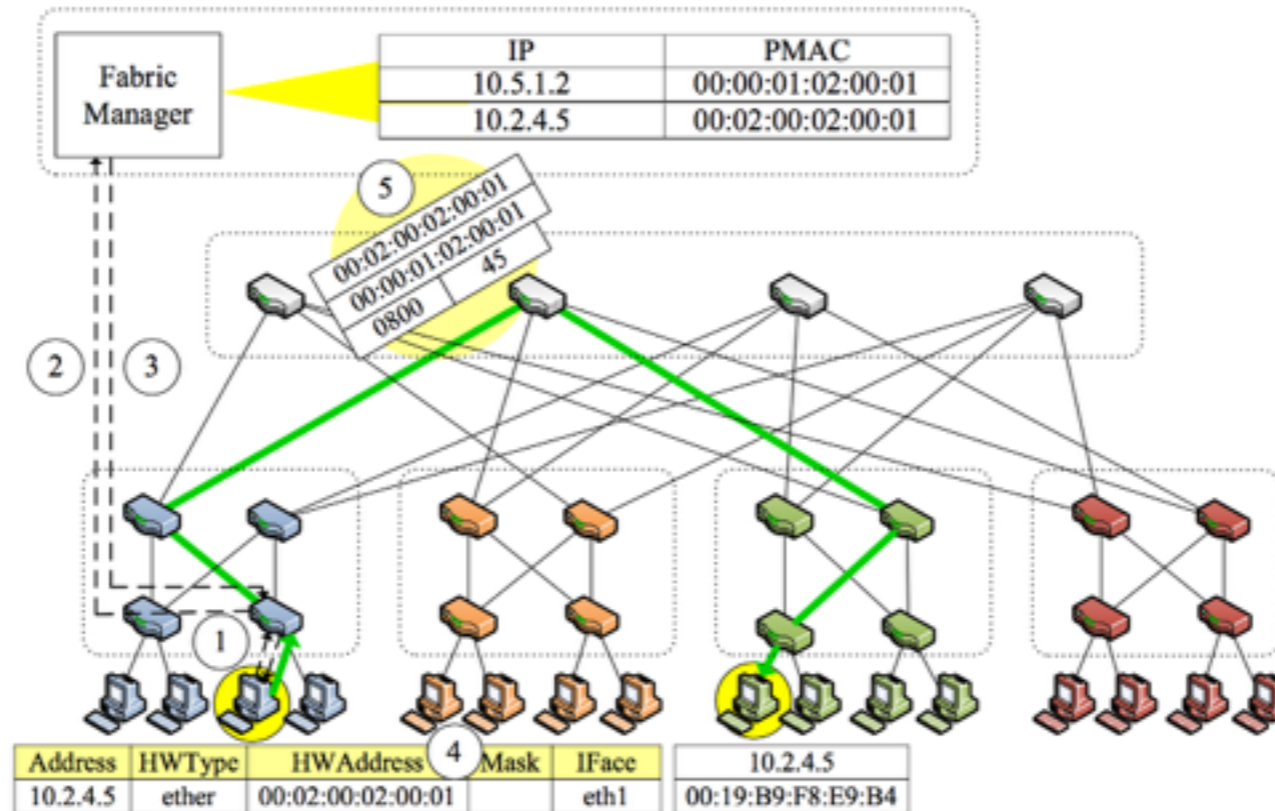 Fabric
Manager
IP PMAC
10.5.1.2 00:00:01:02:00:01
10.2.4.5 00:02:00:02:00:01
5
00:02:00:02:00:01
00:00:01:02:00:01
0800 45
2 3
1
4
Address HWType HWAddress Mask IFace
10.2.4.5 ether 00:02:00:02:00:01 eth1
10.2.4.5
00:19:B9:F8:E9:B4